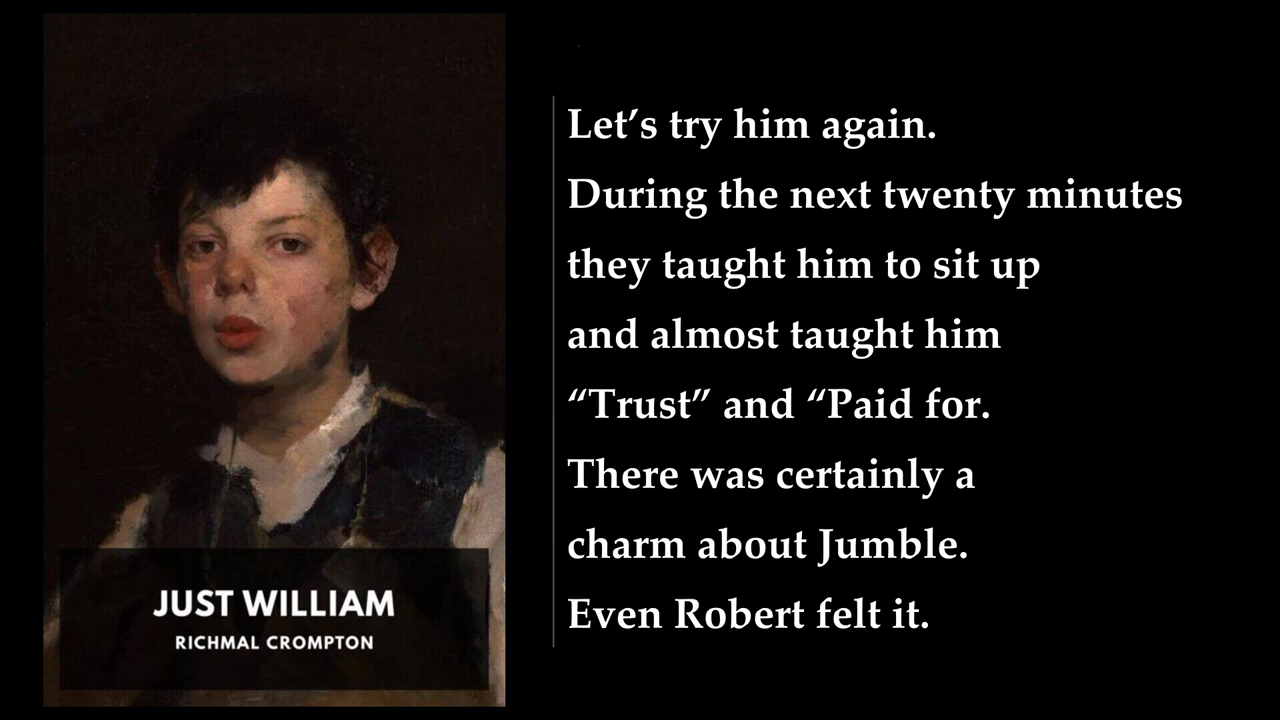 JUST WILLIAM
RICHMAL CROMPTON
Let’s try him again.
During the next twenty minutes
they taught him to sit up
and almost taught him
“Trust” and “Paid for.
There was certainly a
charm about Jumble.
Even Robert felt it.